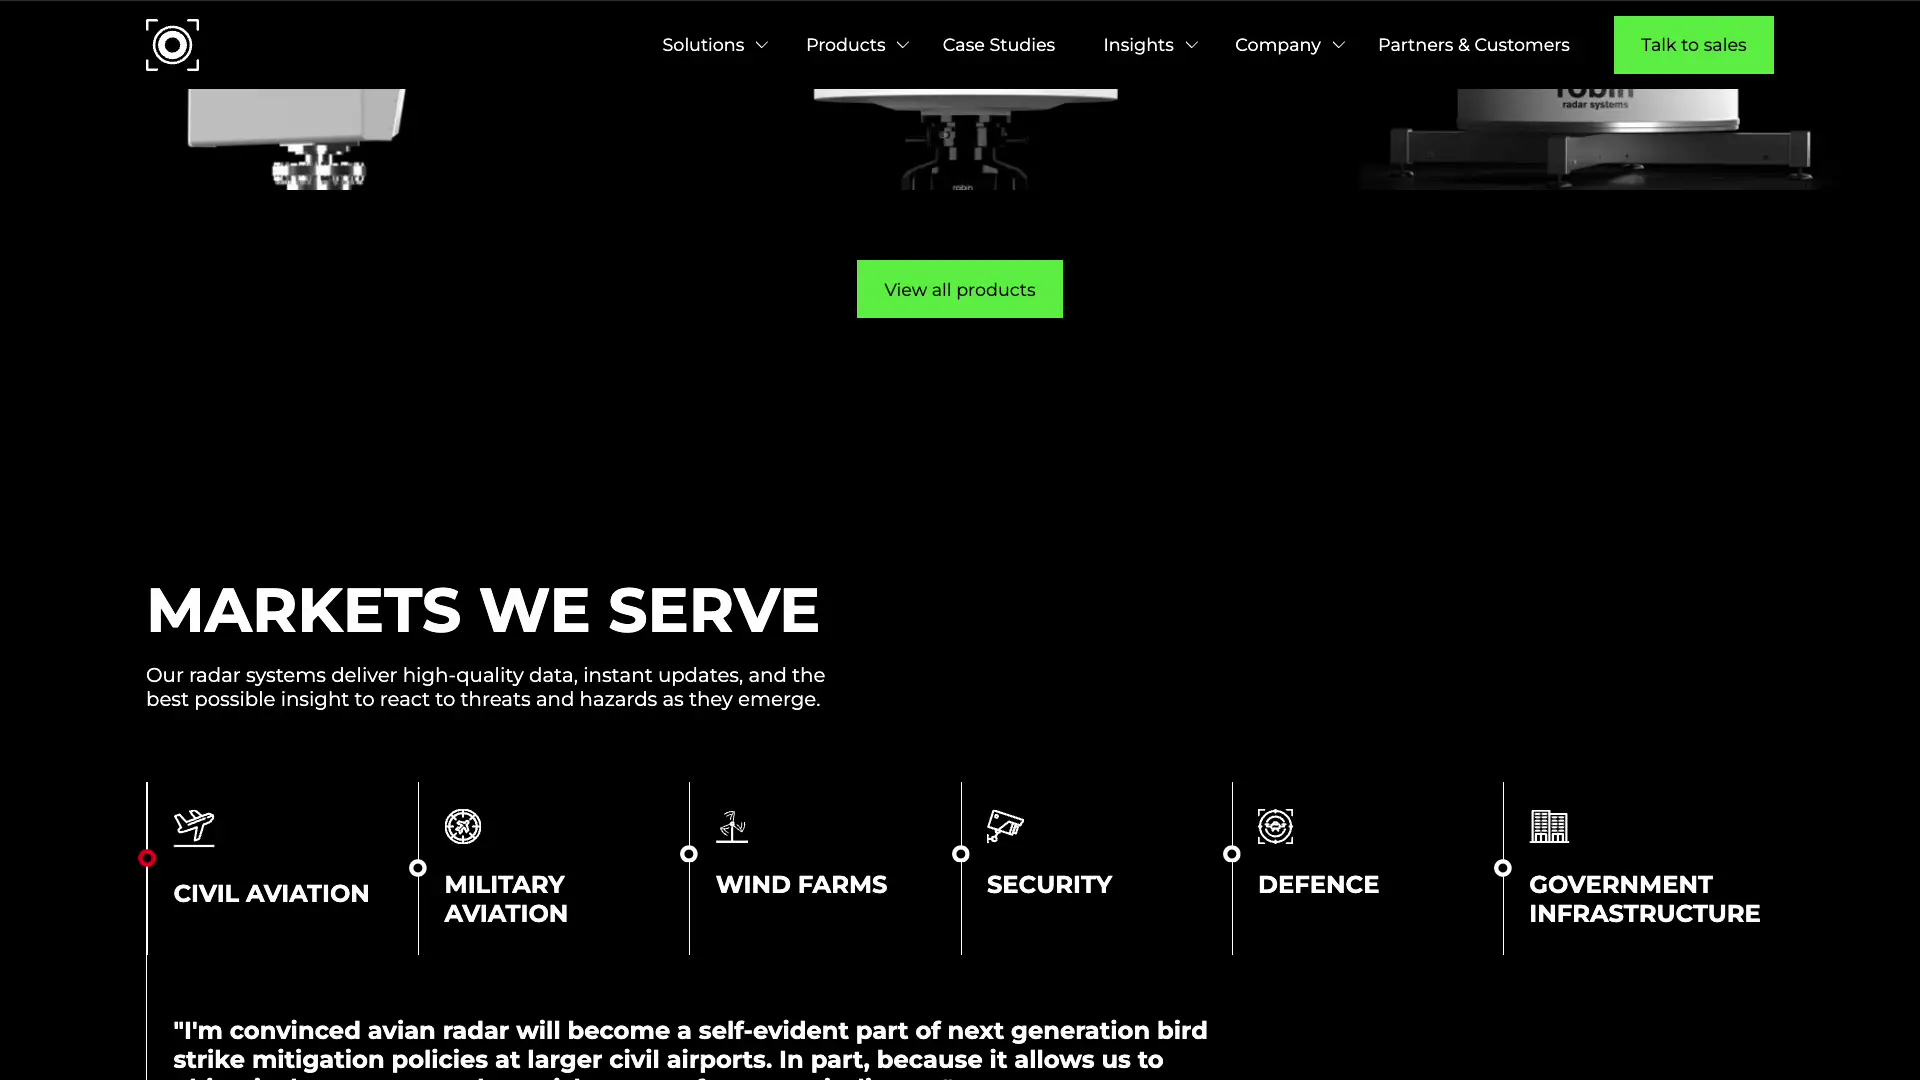 Solutions
Products
Case Studies
Insights
Company
Partners & Customers
Talk to sales
robin
radar systems
robin
View all products
MARKETS WE SERVE
Our radar systems deliver high-quality data, instant updates, and the
best possible insight to react to threats and hazards as they emerge.
CIVIL AVIATION
MILITARY
AVIATION
WIND FARMS
SECURITY
DEFENCE
GOVERNMENT
INFRASTRUCTURE
"I'm convinced avian radar will become a self-evident part of next generation bird
strike mitigation policies at larger civil airports. In part, because it allows us to